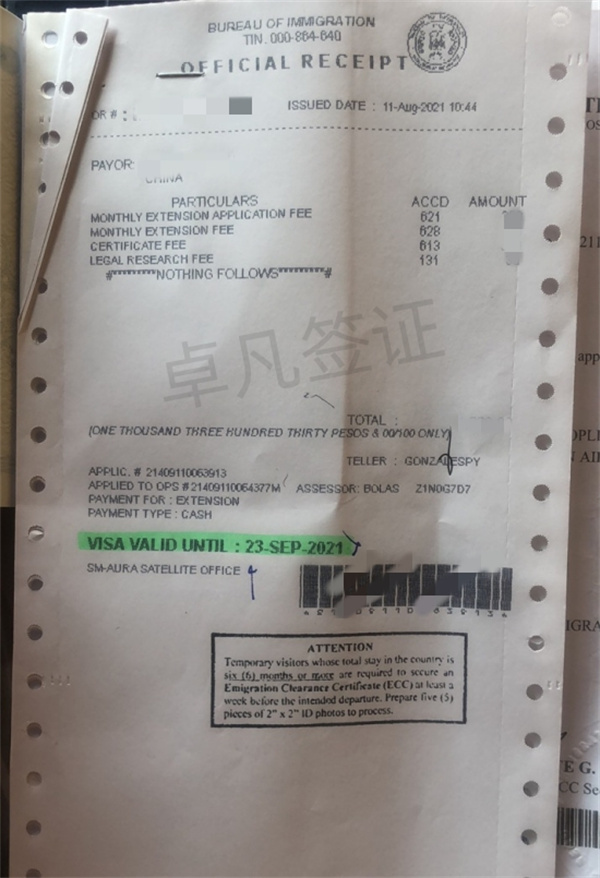 BUREAU OF IMMIGRATION
TIN. 000-864-640
OFFICIAL RECEIPT
OR # :
ISSUED DATE : 11-Aug-2021 10:44
PAYOR:
CHINA
PARTICULARS ACCD AMOUNT
MONTHLY EXTENSION APPLICATION FEE 621
MONTHLY EXTENSION FEE 628
CERTIFICATE FEE 613
LEGAL RESEARCH FEE 131
#********NOTHING FOLLOWS*********#
卓凡签证
TOTAL :
(ONE THOUSAND THREE HUNDRED THIRTY PESOS & 00/100 ONLY)
TELLER : GONZALESPY
APPLIC. # 21409110063913
APPLIED TO OPS #21409110064377M ASSESSOR: BOLAS Z1N0G7D7
PAYMENT FOR : EXTENSION
PAYMENT TYPE : CASH
VISA VALID UNTIL : 23-SEP-2021
SM-AURA SATELLITE OFFICE
ATTENTION
Temporary visitors whose total stay in the country is
six (6) months or more are required to secure an
Emigration Clearance Certificate (ECC) at least a
week before the intended departure. Prepare five (5)
pieces of 2" x 2" ID photos to process.